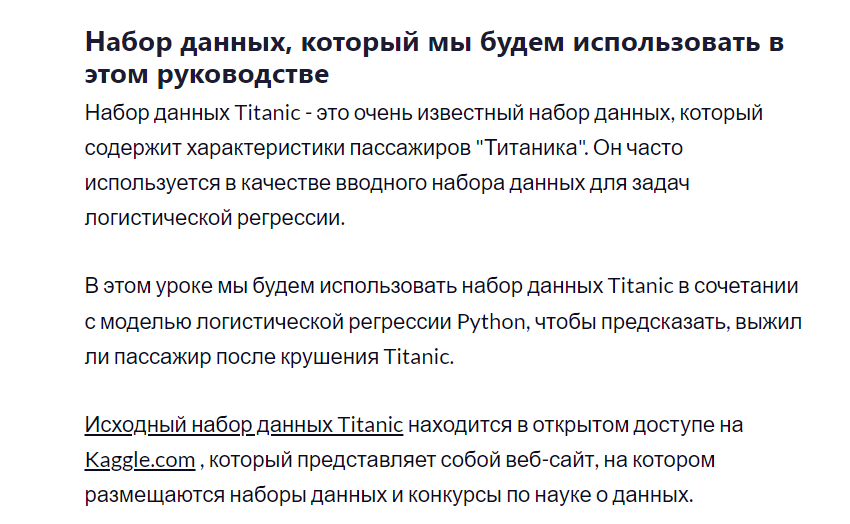 Набор данных, который мы будем использовать в
этом руководстве
Набор данных Titanic - это очень известный набор данных, который
содержит характеристики пассажиров "Титаника". Он часто
используется в качестве вводного набора данных для задач
логистической регрессии.
В этом уроке мы будем использовать набор данных Titanic в сочетании
с моделью логистической регрессии Python, чтобы предсказать, выжил
ли пассажир после крушения Titanic.
Исходный набор данных Titanic находится в открытом доступе на
Kaggle.com , который представляет собой веб-сайт, на котором
размещаются наборы данных и конкурсы по науке о данных.